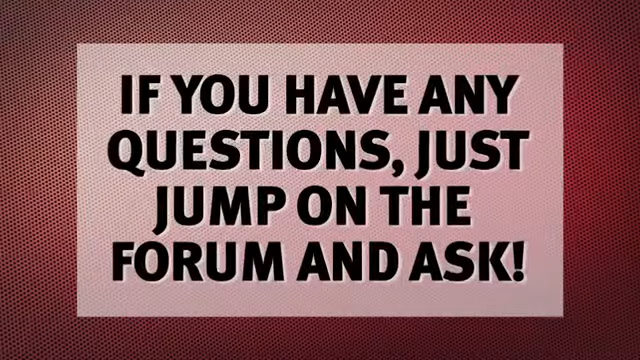 IF YOU HAVE ANY
QUESTIONS, JUST
JUMP ON THE
FORUM AND ASK!